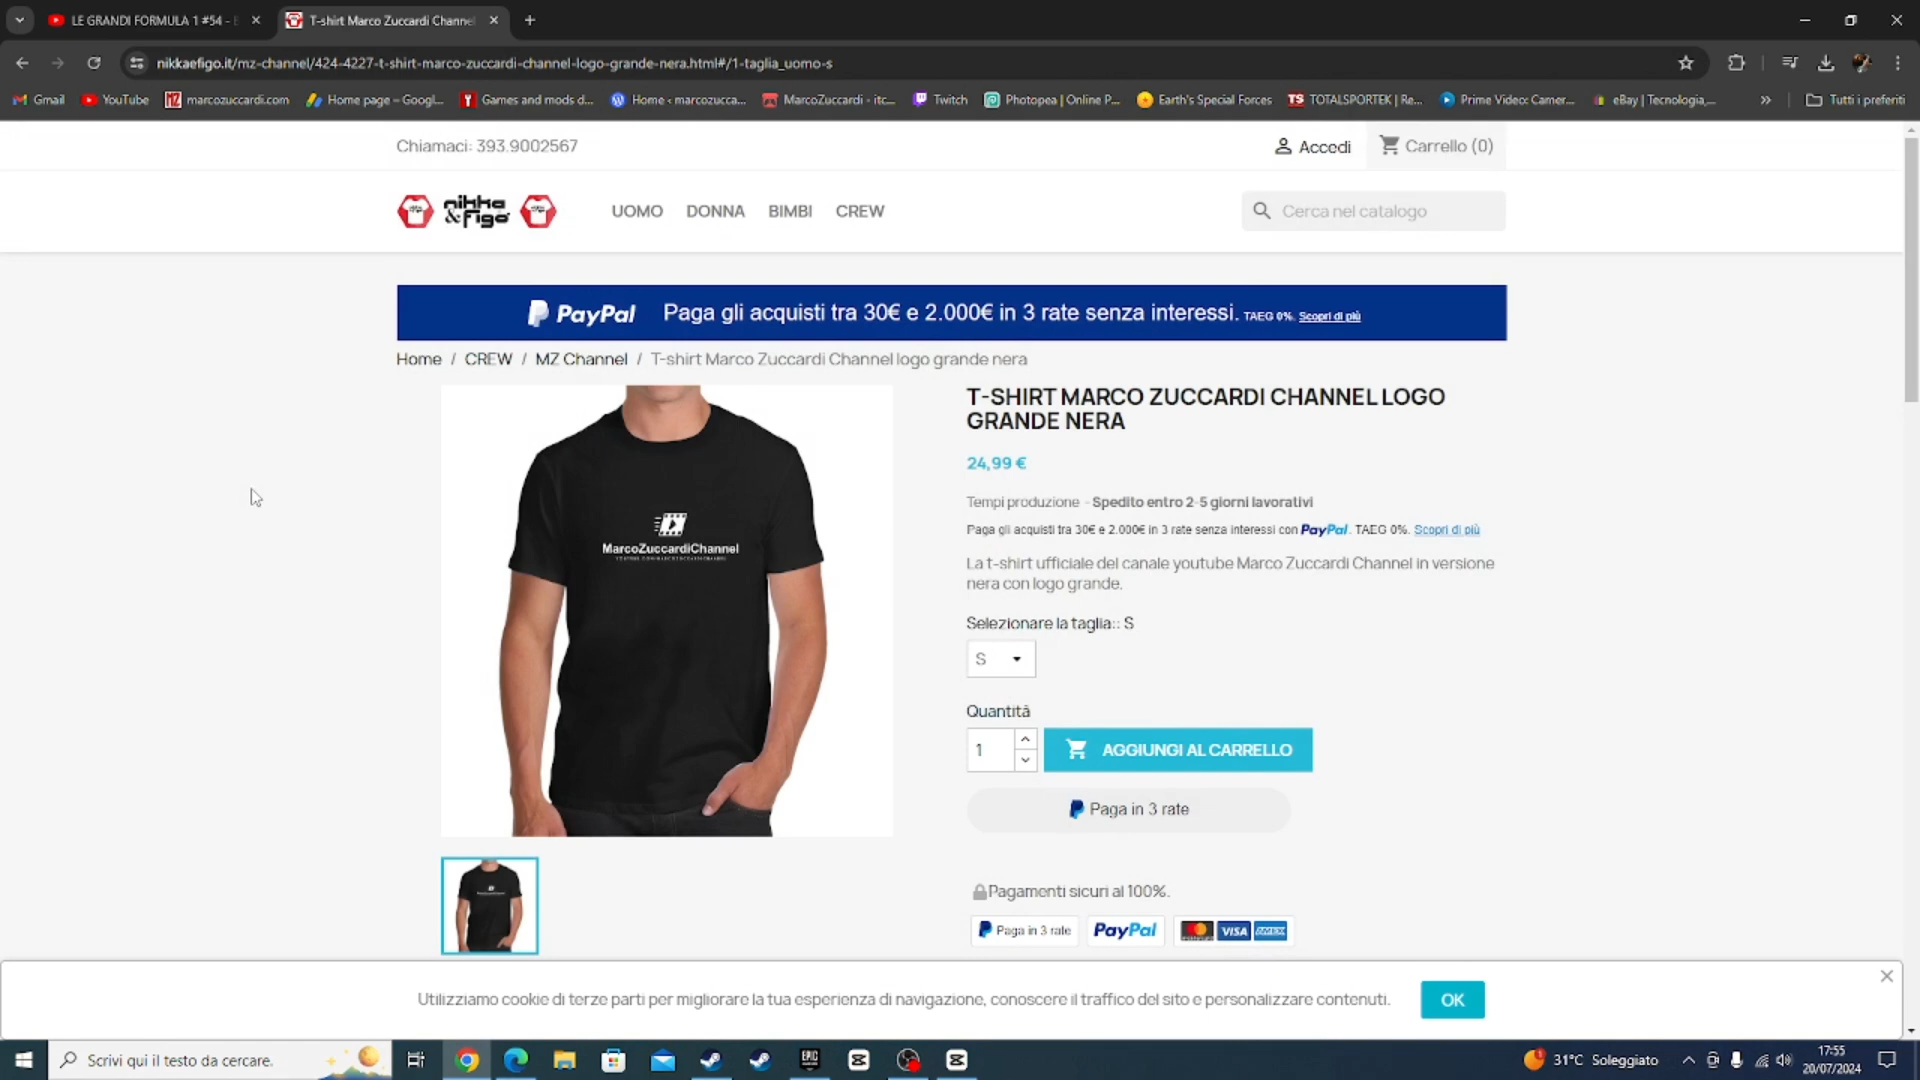 LE GRANDI FORMULA 1 #54 -
T-shirt Marco Zuccardi Channel
nikkaefigo.it/mz-channel/424-4227-t-shirt-marco-zuccardi-channel-logo-grande-nera.html#/1-taglia_uomo-s
Gmail
YouTube
marcozuccardi.com
Home page – Googl...
Games and mods d...
Home ‹ marcozucca...
MarcoZuccardi - itc...
Twitch
Photopea | Online P...
Earth's Special Forces
TOTALSPORTEK | Re...
Prime Video: Camer...
eBay | Tecnologia,...
»
Tutti i preferiti
Chiamaci: 393.9002567
Accedi
Carrello (0)
nikka &figo
UOMO DONNA BIMBI CREW
Cerca nel catalogo
PayPal Paga gli acquisti tra 30€ e 2.000€ in 3 rate senza interessi. TAEG 0%. Scopri di più
Home / CREW / MZ Channel / T-shirt Marco Zuccardi Channel logo grande nera
MarcoZuccardiChannel
T-SHIRT MARCO ZUCCARDI CHANNEL LOGO
GRANDE NERA
24,99 €
Tempi produzione - Spedito entro 2-5 giorni lavorativi
Paga gli acquisti tra 30€ e 2.000€ in 3 rate senza interessi con PayPal. TAEG 0%. Scopri di più
La t-shirt ufficiale del canale youtube Marco Zuccardi Channel in versione
nera con logo grande.
Selezionare la taglia:: S
S
Quantità
1
AGGIUNGI AL CARRELLO
Paga in 3 rate
Pagamenti sicuri al 100%.
Paga in 3 rate
PayPal
VISA
AMEX
Utilizziamo cookie di terze parti per migliorare la tua esperienza di navigazione, conoscere il traffico del sito e personalizzare contenuti.
OK
Scrivi qui il testo da cercare.
EPIC
31°C Soleggiato
17:55
20/07/2024